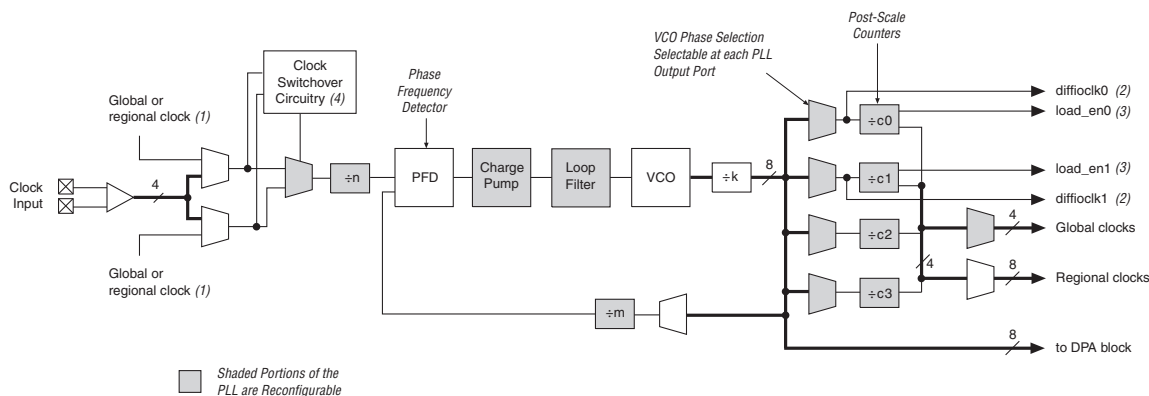 Post-Scale
Counters
VCO Phase Selection
Selectable at each PLL
Output Port
Clock
Switchover
Circuitry (4)
Phase
Frequency
Detector
Global or
regional clock (1)
diffioclk0 (2)
load_en0 (3)
÷c0
Clock
Input
4
÷n
PFD
Charge
Pump
Loop
Filter
VCO
÷k
8
÷c1
load_en1 (3)
diffioclk1 (2)
÷c2
4
Global clocks
Global or
regional clock (1)
4
÷c3
8
Regional clocks
÷m
8
to DPA block
Shaded Portions of the
PLL are Reconfigurable